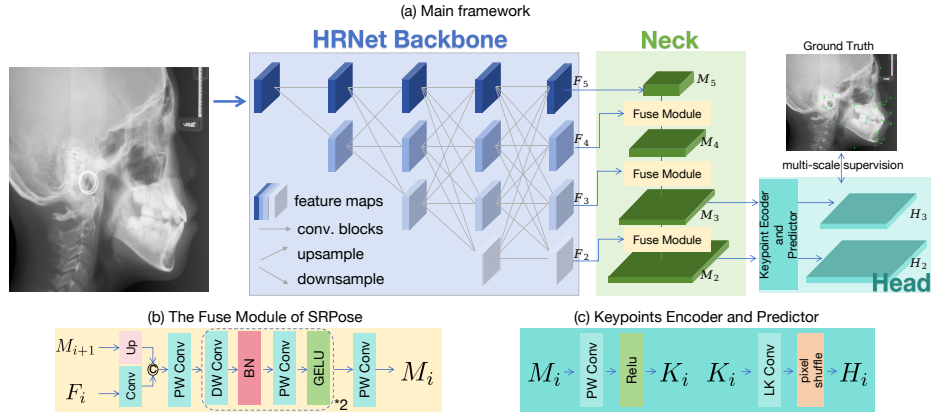 (a) Main framework
HRNet Backbone
Neck
Ground Truth
F5
M5
Fuse Module
F4
M4
Fuse Module
multi-scale supervision
feature maps
F3
M3
Keypoint Ecoder
and
Predictor
H3
conv. blocks
upsample
F2
Fuse Module
downsample
M2
H2
Head
(b) The Fuse Module of SRPose
(c) Keypoints Encoder and Predictor
Mi+1
Up
Fi
Conv
©
PW Conv
DW Conv
BN
PW Conv
GELU
*2
PW Conv
Mi
Mi
PW Conv
Relu
Ki
Ki
LK Conv
pixel
shuffle
Hi